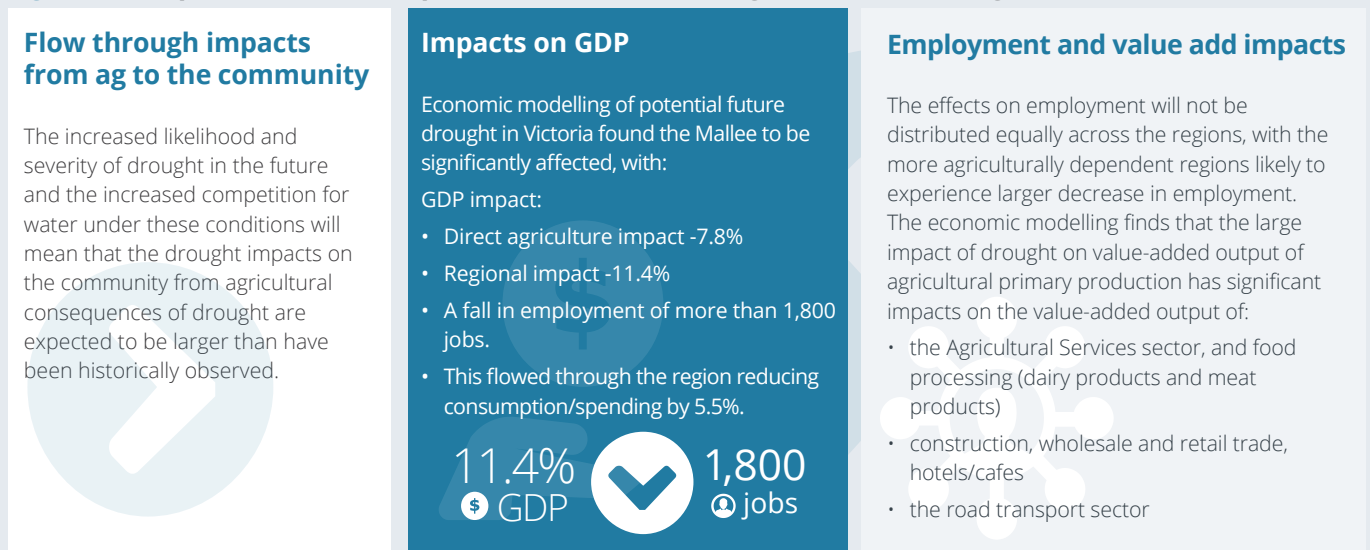 Flow through impacts
from ag to the community
The increased likelihood and
severity of drought in the future
and the increased competition for
water under these conditions will
mean that the drought impacts on
the community from agricultural
consequences of drought are
expected to be larger than have
been historically observed.
Impacts on GDP
Economic modelling of potential future
drought in Victoria found the Mallee to be
significantly affected, with:
GDP impact:
• Direct agriculture impact -7.8%
• Regional impact -11.4%
• A fall in employment of more than 1,800
jobs.
• This flowed through the region reducing
consumption/spending by 5.5%.
11.4%
$ GDP
1,800
jobs
Employment and value add impacts
The effects on employment will not be
distributed equally across the regions, with the
more agriculturally dependent regions likely to
experience larger decrease in employment.
The economic modelling finds that the large
impact of drought on value-added output of
agricultural primary production has significant
impacts on the value-added output of:
• the Agricultural Services sector, and food
processing (dairy products and meat
products)
• construction, wholesale and retail trade,
hotels/cafes
• the road transport sector